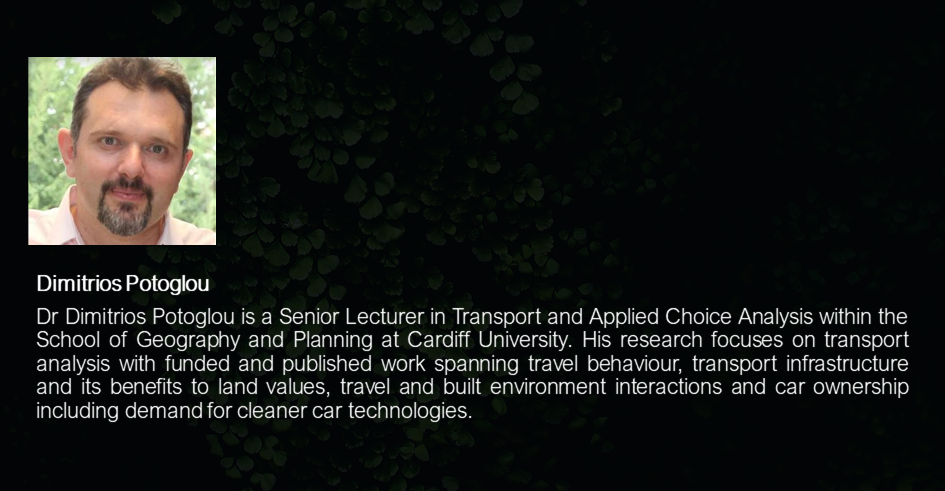 Dimitrios Potoglou
Dr Dimitrios Potoglou is a Senior Lecturer in Transport and Applied Choice Analysis within the
School of Geography and Planning at Cardiff University. His research focuses on transport
analysis with funded and published work spanning travel behaviour, transport infrastructure
and its benefits to land values, travel and built environment interactions and car ownership
including demand for cleaner car technologies.